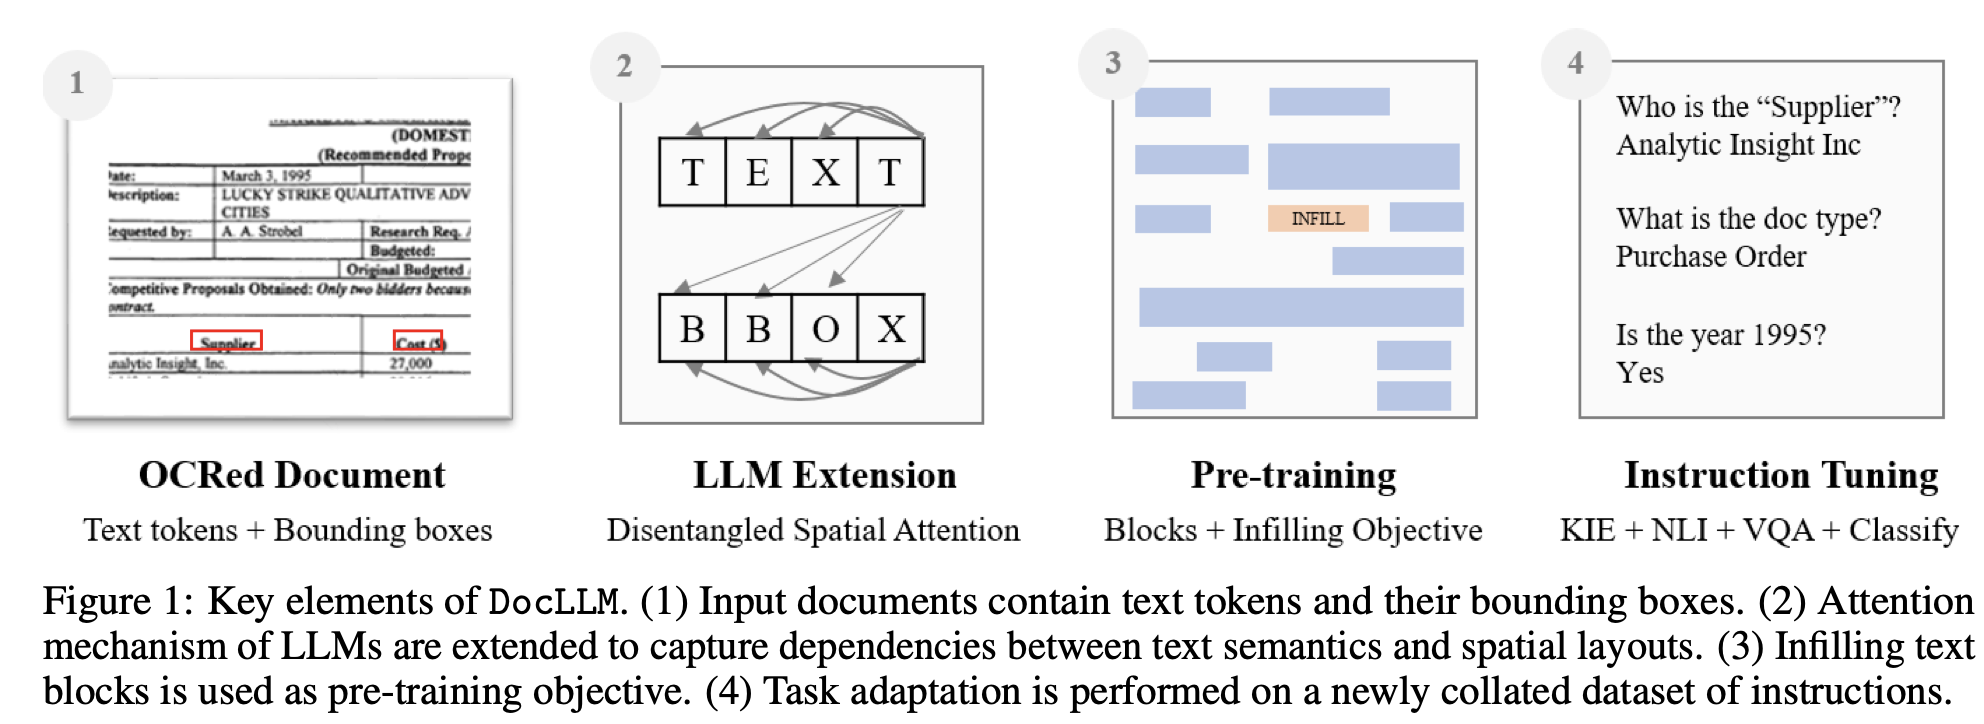 1
(DOMEST
(Recommended Prope
Date:
March 3, 1995
escription:
LUCKY STRIKE QUALITATIVE ADV
CITIES
equested by:
A. A. Strobel
Research Req.
Budgeted:
Original Budgeted
ompetitive Proposals Obtained: Only two bidders becaus
ontract.
Supplier
Cost ($)
nalytic Insight, Inc.
27,000
OCRed Document
Text tokens + Bounding boxes
2
T E X T
B B O X
LLM Extension
Disentangled Spatial Attention
3
INFILL
Pre-training
Blocks + Infilling Objective
4
Who is the “Supplier”?
Analytic Insight Inc
What is the doc type?
Purchase Order
Is the year 1995?
Yes
Instruction Tuning
KIE + NLI + VQA + Classify
Figure 1: Key elements of DocLLM. (1) Input documents contain text tokens and their bounding boxes. (2) Attention
mechanism of LLMs are extended to capture dependencies between text semantics and spatial layouts. (3) Infilling text
blocks is used as pre-training objective. (4) Task adaptation is performed on a newly collated dataset of instructions.